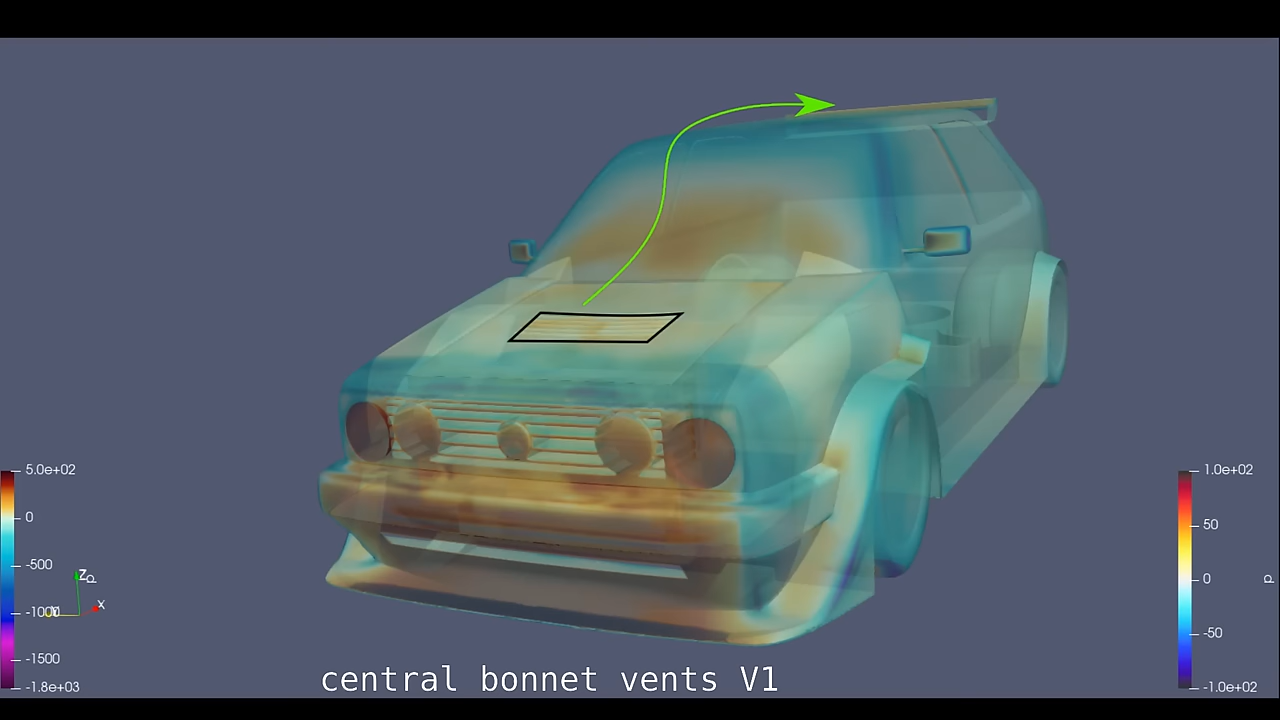 5.0e+02
0
-500
-1000
-1500
-1.8e+03
p
Z
X
1.0e+02
50
0
-50
-1.0e+02
p
central bonnet vents V1